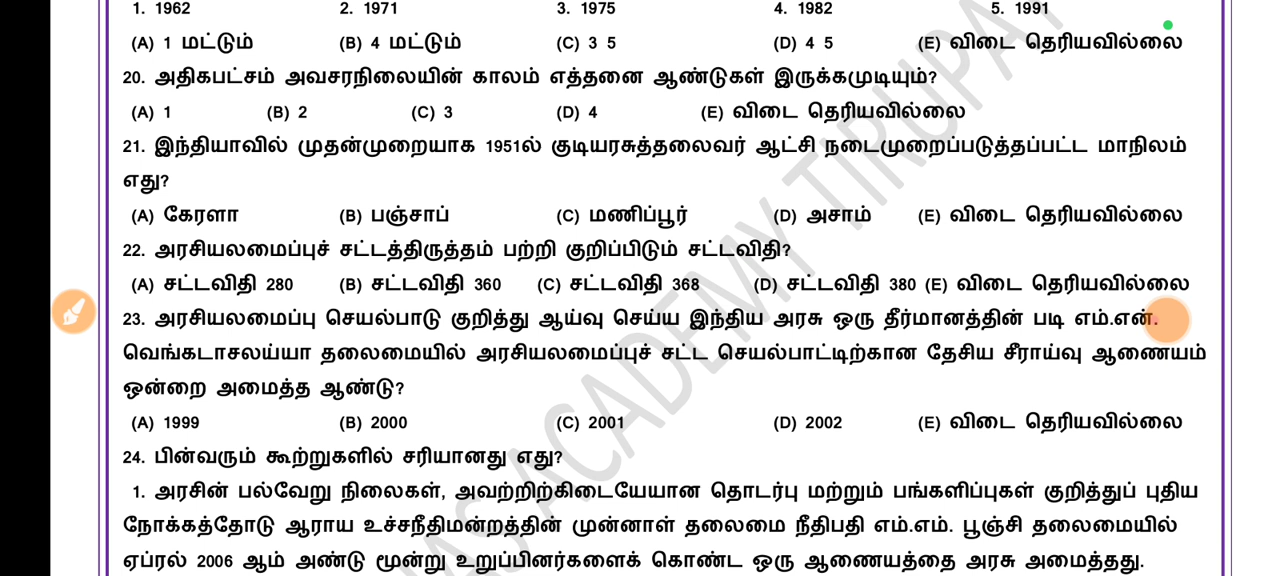 1. 1962 2. 1971 3. 1975 4. 1982 5. 1991
(A) 1 மட்டும் (B) 4 மட்டும் (C) 3 5 (D) 4 5 (E) விடை தெரியவில்லை
20. அதிகபட்சம் அவசரநிலையின் காலம் எத்தனை ஆண்டுகள் இருக்கமுடியும்?
(A) 1 (B) 2 (C) 3 (D) 4 (E) விடை தெரியவில்லை
21. இந்தியாவில் முதன்முறையாக 1951ல் குடியரசுத்தலைவர் ஆட்சி நடைமுறைப்படுத்தப்பட்ட மாநிலம்
எது?
(A) கேரளா (B) பஞ்சாப் (C) மணிப்பூர் (D) அசாம் (E) விடை தெரியவில்லை
22. அரசியலமைப்புச் சட்டத்திருத்தம் பற்றி குறிப்பிடும் சட்டவிதி?
(A) சட்டவிதி 280 (B) சட்டவிதி 360 (C) சட்டவிதி 368 (D) சட்டவிதி 380 (E) விடை தெரியவில்லை
23. அரசியலமைப்பு செயல்பாடு குறித்து ஆய்வு செய்ய இந்திய அரசு ஒரு தீர்மானத்தின் படி எம்.என்.
வெங்கடாசலய்யா தலைமையில் அரசியலமைப்புச் சட்ட செயல்பாட்டிற்கான தேசிய சீராய்வு ஆணையம்
ஒன்றை அமைத்த ஆண்டு?
(A) 1999 (B) 2000 (C) 2001 (D) 2002 (E) விடை தெரியவில்லை
24. பின்வரும் கூற்றுகளில் சரியானது எது?
1. அரசின் பல்வேறு நிலைகள், அவற்றிற்கிடையேயான தொடர்பு மற்றும் பங்களிப்புகள் குறித்துப் புதிய
நோக்கத்தோடு ஆராய உச்சநீதிமன்றத்தின் முன்னாள் தலைமை நீதிபதி எம்.எம். பூஞ்சி தலைமையில்
ஏப்ரல் 2006 ஆம் அண்டு மூன்று உறுப்பினர்களைக் கொண்ட ஒரு ஆணையத்தை அரசு அமைத்தது.
ACADEMY